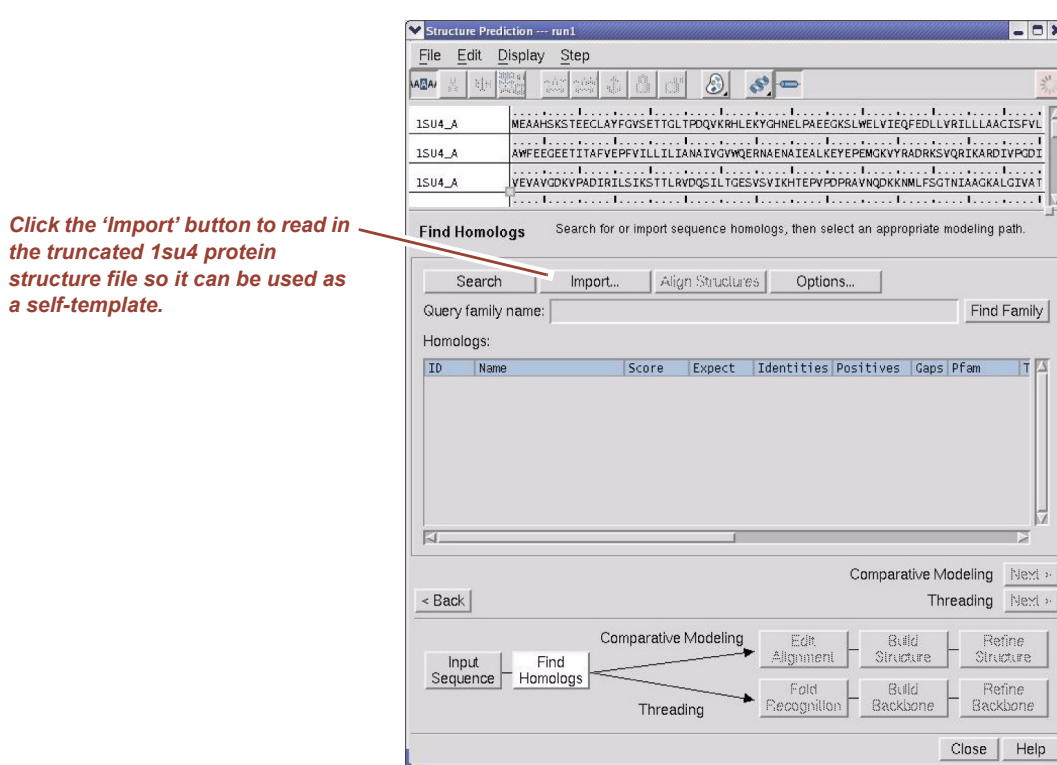 Structure Prediction --- run1
File Edit Display Step
1SU4_A MEAAHSKSTEECLAYFGVSETTGLTPDQVKRHLEKYGHNELPAEEGKSLWELVIEQFEDLLVRILLLAACISFVL
1SU4_A AWFEEGEETITAFVEPFVILLILIANAIVGVWQERNAENAIEALKEYEPEMGKVYRADRKSVQRIKARDIVPGDI
1SU4_A VEVAVGDKVPADIRILSIKSTTLRVDQSILTGESVSVIKHTEPVPDPRAVNQDKKNMLFSGTNIAAGKALGIVAT
Click the ‘Import’ button to read in
the truncated 1su4 protein
structure file so it can be used as
a self-template.
Find Homologs Search for or import sequence homologs, then select an appropriate modeling path.
Search Import... Align Structures Options...
Query family name: Find Family
Homologs:
ID Name Score Expect Identities Positives Gaps Pfam T
Comparative Modeling Next »
< Back Threading Next »
Comparative Modeling
Edit Alignment Build Structure Refine Structure
Input Sequence Find Homologs
Fold Recognition Build Backbone Refine Backbone
Threading
Close Help